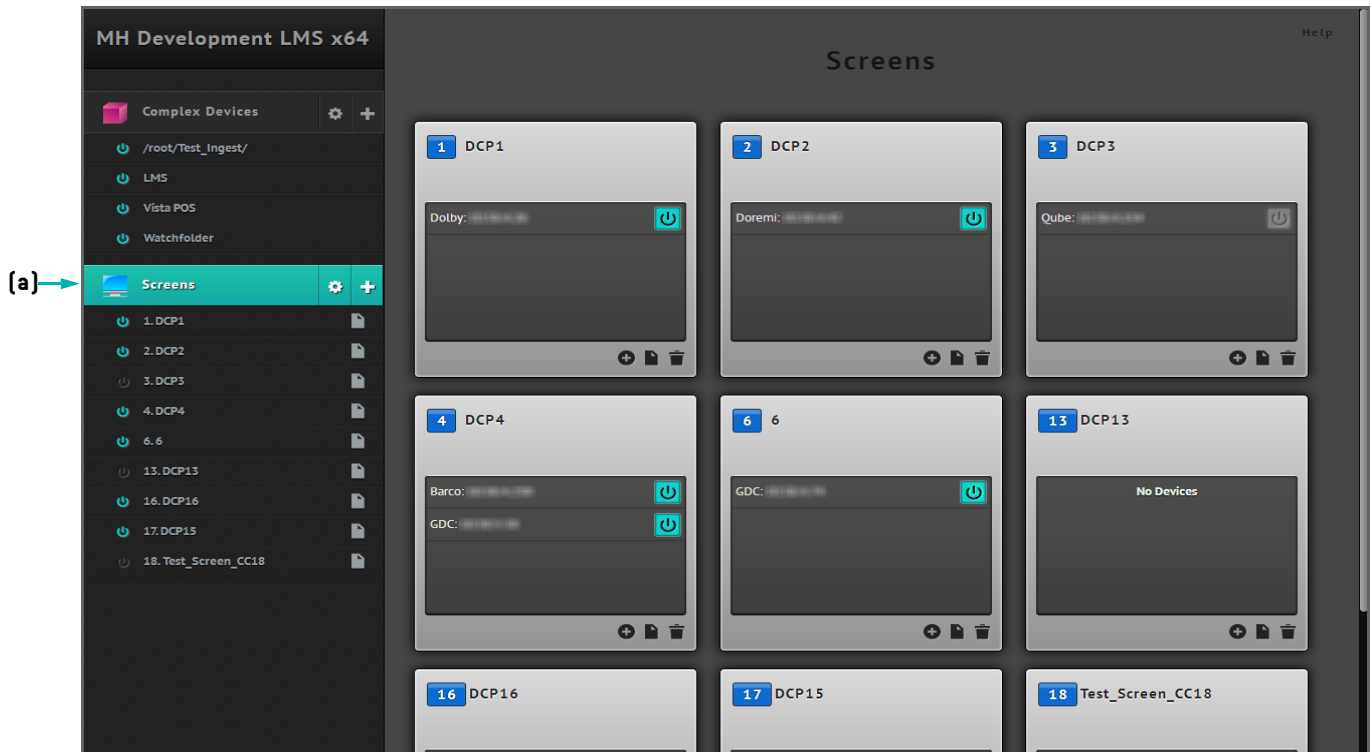 MH Development LMS x64
Help
Screens
Complex Devices
/root/Test_Ingest/
LMS
Vista POS
Watchfolder
(a)
Screens
1. DCP1
2. DCP2
3. DCP3
4. DCP4
6. 6
13. DCP13
16. DCP16
17. DCP15
18. Test_Screen_CC18
1 DCP1
Dolby:
2 DCP2
Doremi:
3 DCP3
Qube:
4 DCP4
Barco:
GDC:
6 6
GDC:
13 DCP13
No Devices
16 DCP16
17 DCP15
18 Test_Screen_CC18